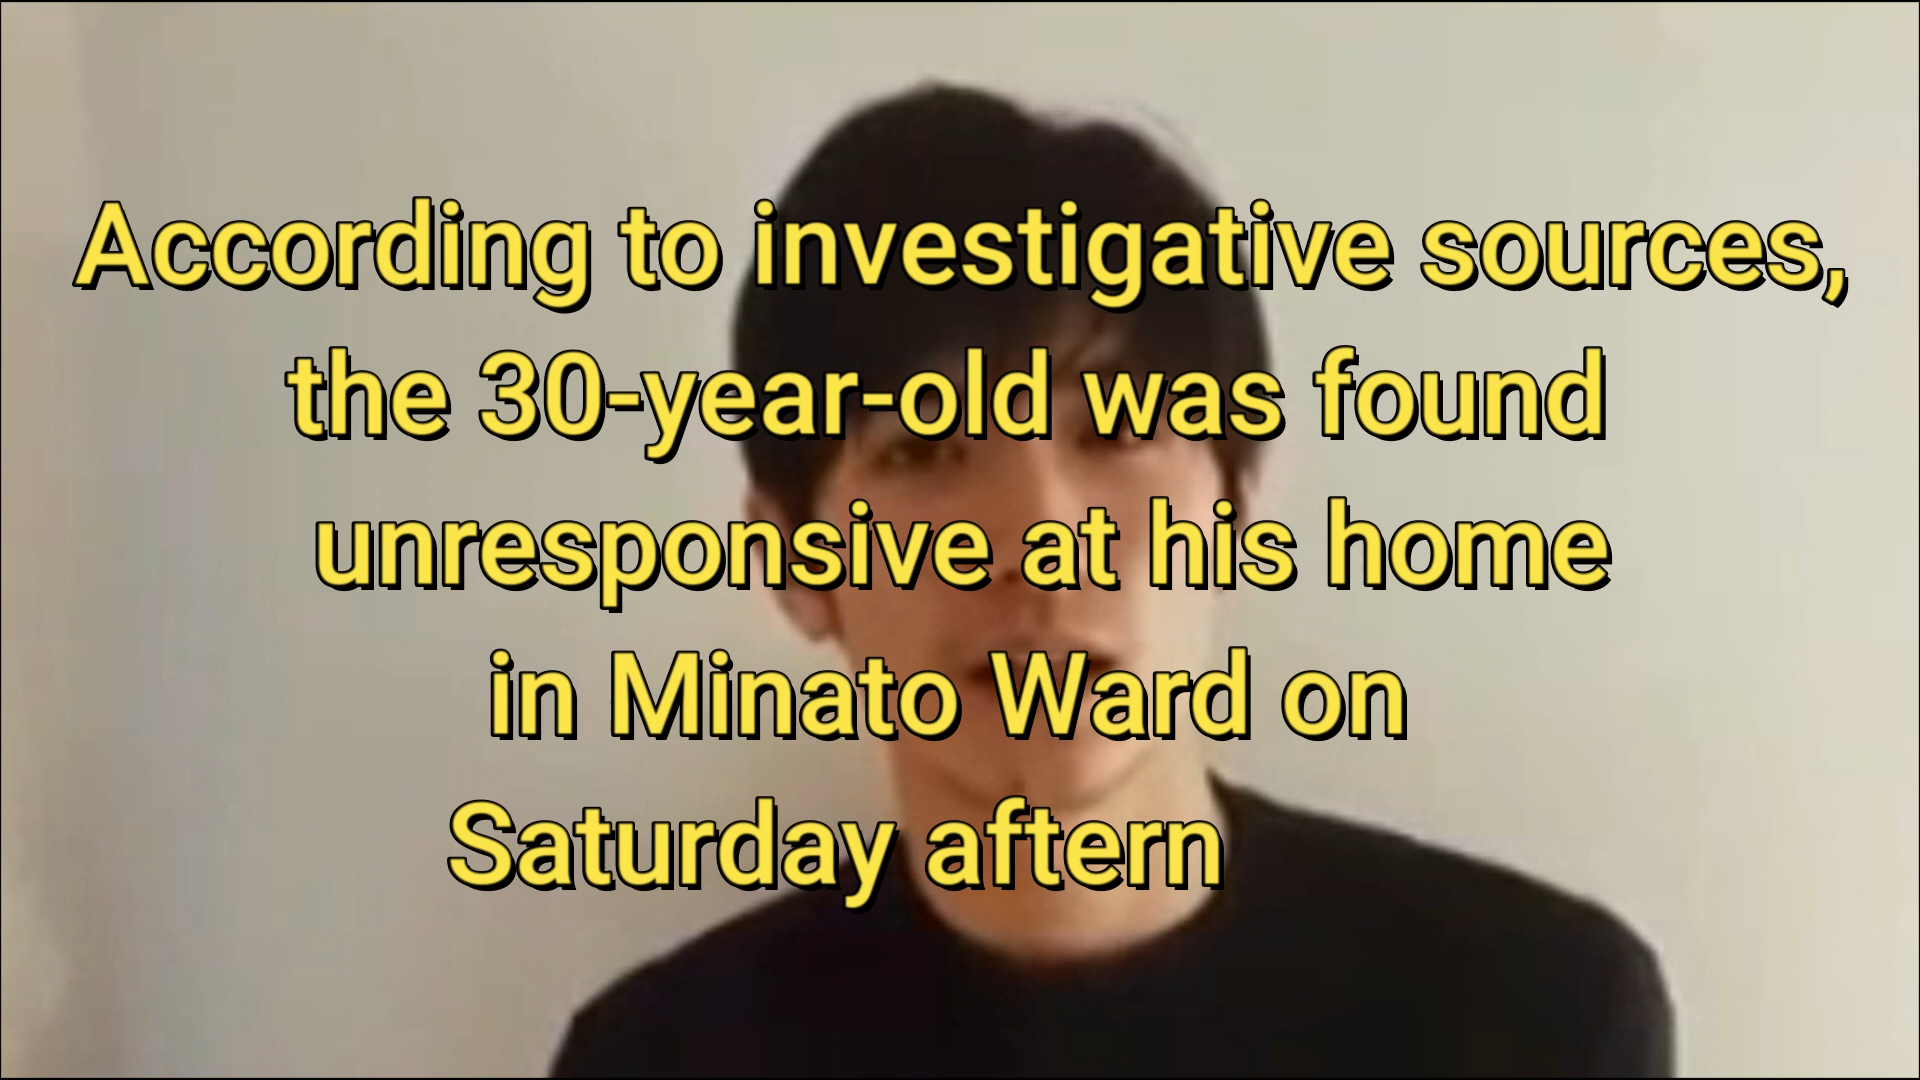 According to investigative sources,
the 30-year-old was found
unresponsive at his home
in Minato Ward on
Saturday aftern